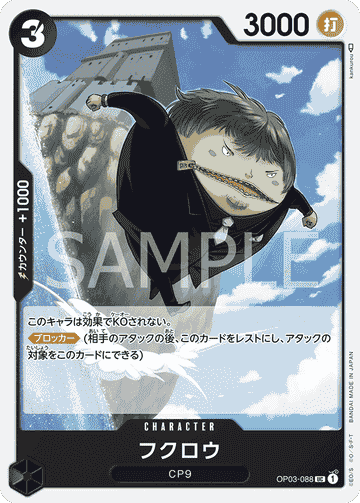 3
3000
打
kankurou
カウンター +1000
SAMPLE
このキャラは効果でKOされない。
ブロッカー (相手のアタックの後、このカードをレストにし、アタックの
対象をこのカードにできる)
CHARACTER
フクロウ
CP9
OP03-088 UC 1
BANDAI MADE IN JAPAN